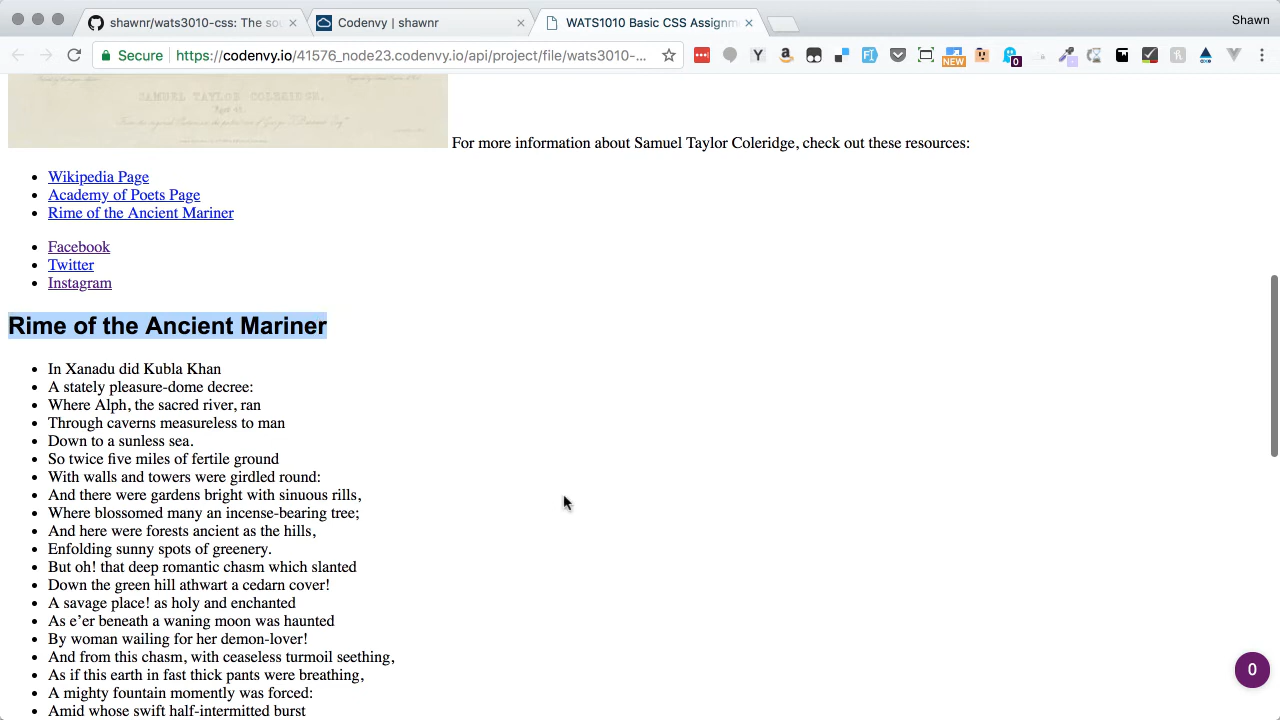 shawnr/wats3010-css: The sou
Codenvy | shawnr
WATS1010 Basic CSS Assignm
Shawn
Secure
https://codenvy.io/41576_node23.codenvy.io/api/project/file/wats3010-...
NEW
0
SAMUEL TAYLOR COLERIDGE.
For more information about Samuel Taylor Coleridge, check out these resources:
Wikipedia Page
Academy of Poets Page
Rime of the Ancient Mariner
Facebook
Twitter
Instagram
Rime of the Ancient Mariner
In Xanadu did Kubla Khan
A stately pleasure-dome decree:
Where Alph, the sacred river, ran
Through caverns measureless to man
Down to a sunless sea.
So twice five miles of fertile ground
With walls and towers were girdled round:
And there were gardens bright with sinuous rills,
Where blossomed many an incense-bearing tree;
And here were forests ancient as the hills,
Enfolding sunny spots of greenery.
But oh! that deep romantic chasm which slanted
Down the green hill athwart a cedarn cover!
A savage place! as holy and enchanted
As e’er beneath a waning moon was haunted
By woman wailing for her demon-lover!
And from this chasm, with ceaseless turmoil seething,
As if this earth in fast thick pants were breathing,
A mighty fountain momently was forced:
Amid whose swift half-intermitted burst
0